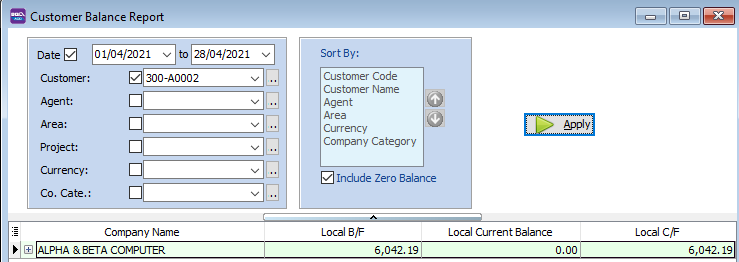 Customer Balance Report
Date 01/04/2021 to 28/04/2021
Customer: 300-A0002 ..
Agent: ..
Area: ..
Project: ..
Currency: ..
Co. Cate.: ..
Sort By:
Customer Code
Customer Name
Agent
Area
Currency
Company Category
Include Zero Balance
Apply
Company Name Local B/F Local Current Balance Local C/F
ALPHA & BETA COMPUTER 6,042.19 0.00 6,042.19